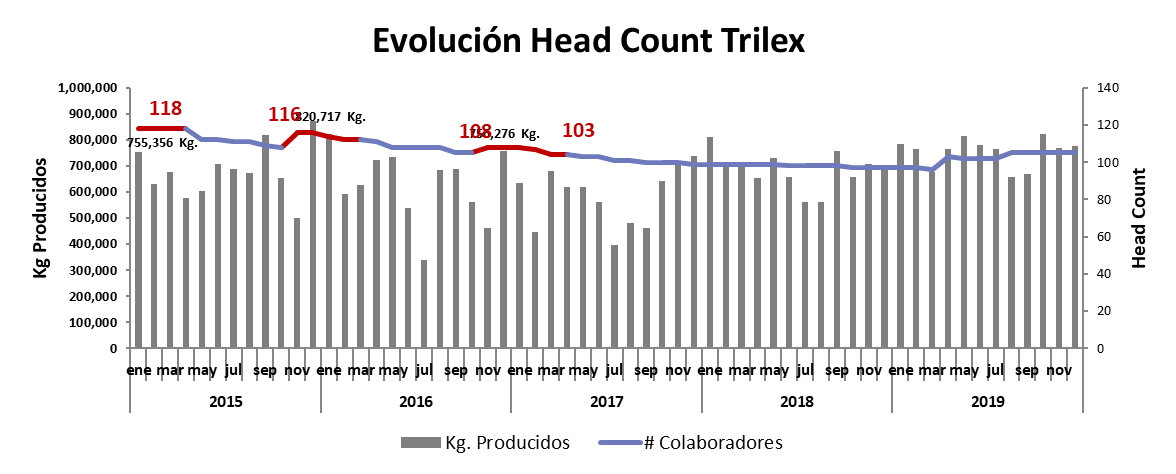 Evolución Head Count Trilex
1,000,000
900,000
800,000
700,000
600,000
500,000
400,000
300,000
200,000
100,000
0
Kg Producidos
140
120
100
80
60
40
20
0
Head Count
118
116
108
103
755,356 Kg.
820,717 Kg.
,276 Kg.
ene mar may jul sep nov ene mar may jul sep nov ene mar may jul sep nov ene mar may jul sep nov ene mar may jul sep nov
2015 2016 2017 2018 2019
Kg. Producidos # Colaboradores